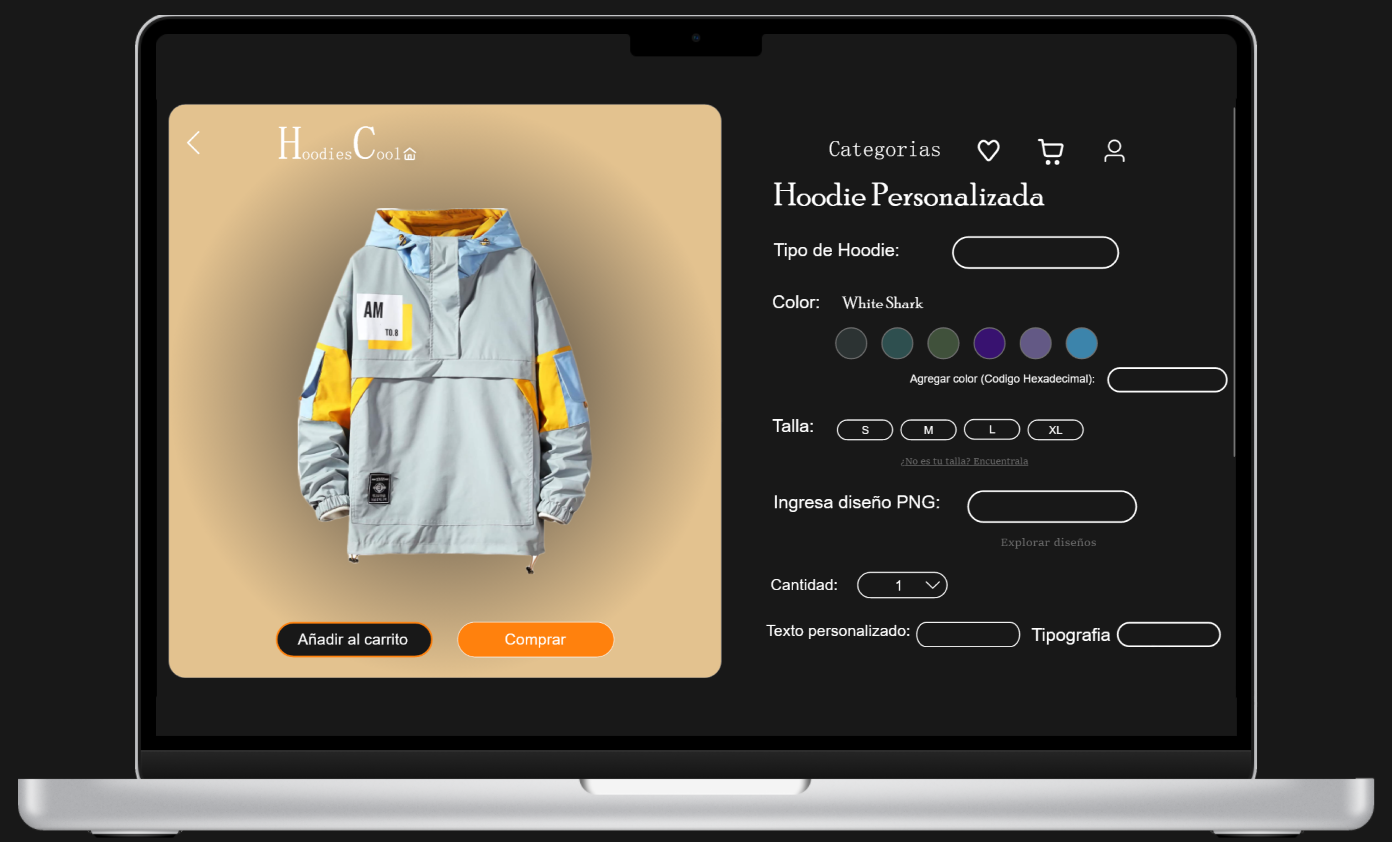 HoodiesCool
Categorias
Hoodie Personalizada
Tipo de Hoodie:
Color: White Shark
Agregar color (Codigo Hexadecimal):
Talla: S M L XL
¿No es tu talla? Encuentrala
Ingresa diseño PNG:
Explorar diseños
Cantidad: 1
Texto personalizado: Tipografia
AM
TO.8
Añadir al carrito Comprar